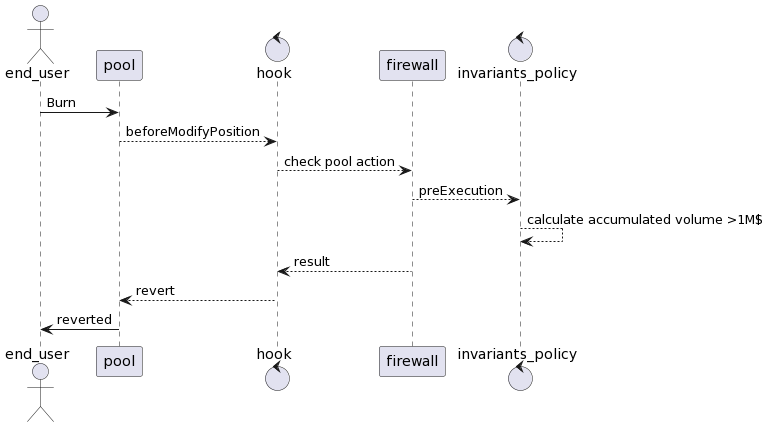 end_user
pool
hook
firewall
invariants_policy
Burn
beforeModifyPosition
check pool action
preExecution
calculate accumulated volume >1M$
result
revert
reverted
end_user
pool
hook
firewall
invariants_policy